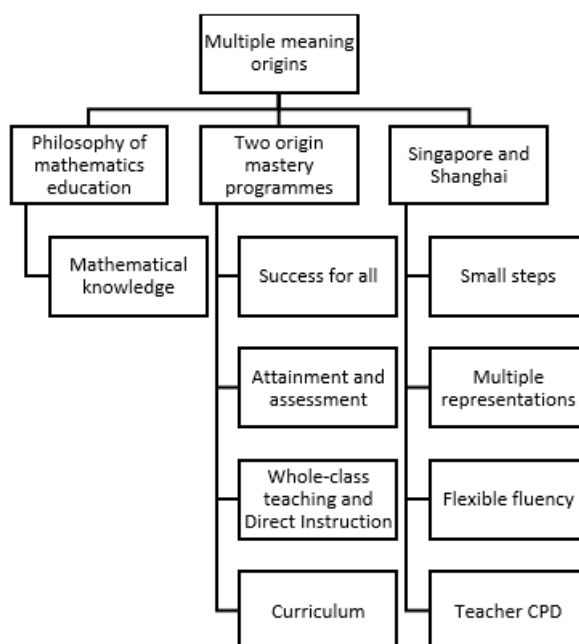 Multiple meaning
origins
Philosophy of
mathematics
education
Two origin
mastery
programmes
Singapore and
Shanghai
Mathematical
knowledge
Success for all
Small steps
Attainment and
assessment
Multiple
representations
Whole-class
teaching and
Direct Instruction
Flexible fluency
Curriculum
Teacher CPD